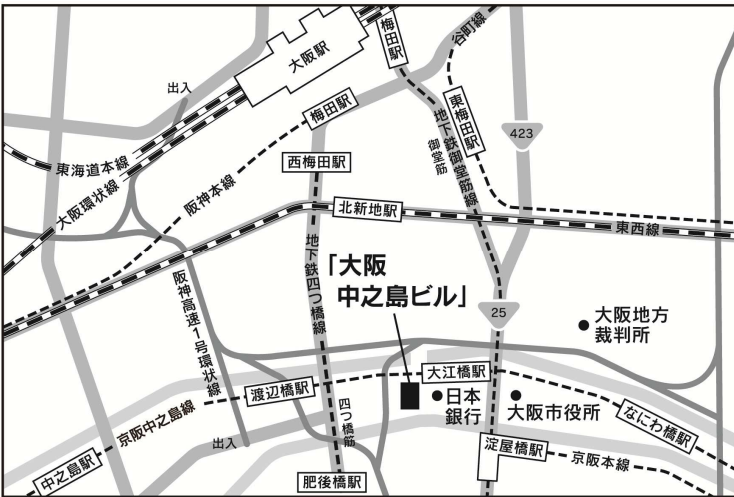 大阪駅
梅田駅
谷町線
出入
梅田駅
東梅田駅
423
西梅田駅
地下鉄御堂筋線
御堂筋
東海道本線
大阪環状線
阪神本線
北新地駅
東西線
地下鉄四つ橋線
「大阪
中之島ビル」
阪神高速1号環状線
25
大阪地方
裁判所
大江橋駅
渡辺橋駅
日本
銀行
大阪市役所
なにわ橋駅
京阪中之島線
四つ橋筋
出入
中之島駅
淀屋橋駅
京阪本線
肥後橋駅